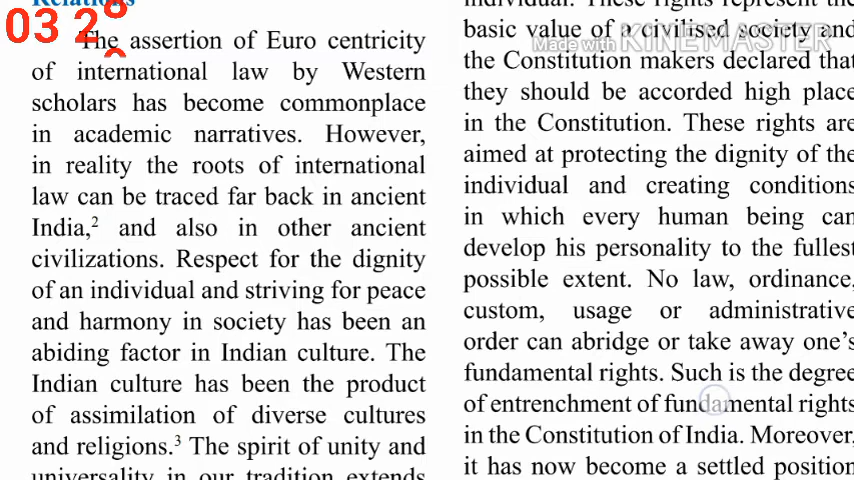 Relations
03 28
The assertion of Euro centricity
of international law by Western
scholars has become commonplace
in academic narratives. However,
in reality the roots of international
law can be traced far back in ancient
India,2 and also in other ancient
civilizations. Respect for the dignity
of an individual and striving for peace
and harmony in society has been an
abiding factor in Indian culture. The
Indian culture has been the product
of assimilation of diverse cultures
and religions.3 The spirit of unity and
universality in our tradition extends
individual. These rights represent the
basic value of a civilised society and
the Constitution makers declared that
they should be accorded high place
in the Constitution. These rights are
aimed at protecting the dignity of the
individual and creating conditions
in which every human being can
develop his personality to the fullest
possible extent. No law, ordinance,
custom, usage or administrative
order can abridge or take away one's
fundamental rights. Such is the degree
of entrenchment of fundamental rights
in the Constitution of India. Moreover,
it has now become a settled position
Made with KINEMASTER